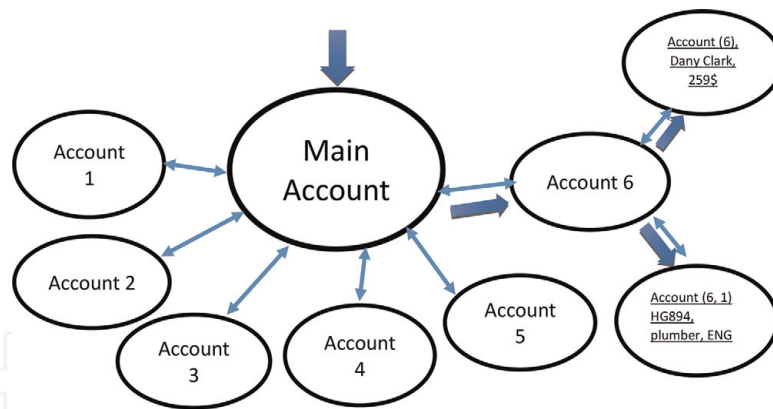 Account (6),
Dany Clark,
259$
Main
Account
Account
1
Account 6
Account 2
Account
3
Account
4
Account
5
Account (6, 1)
HG894,
plumber, ENG